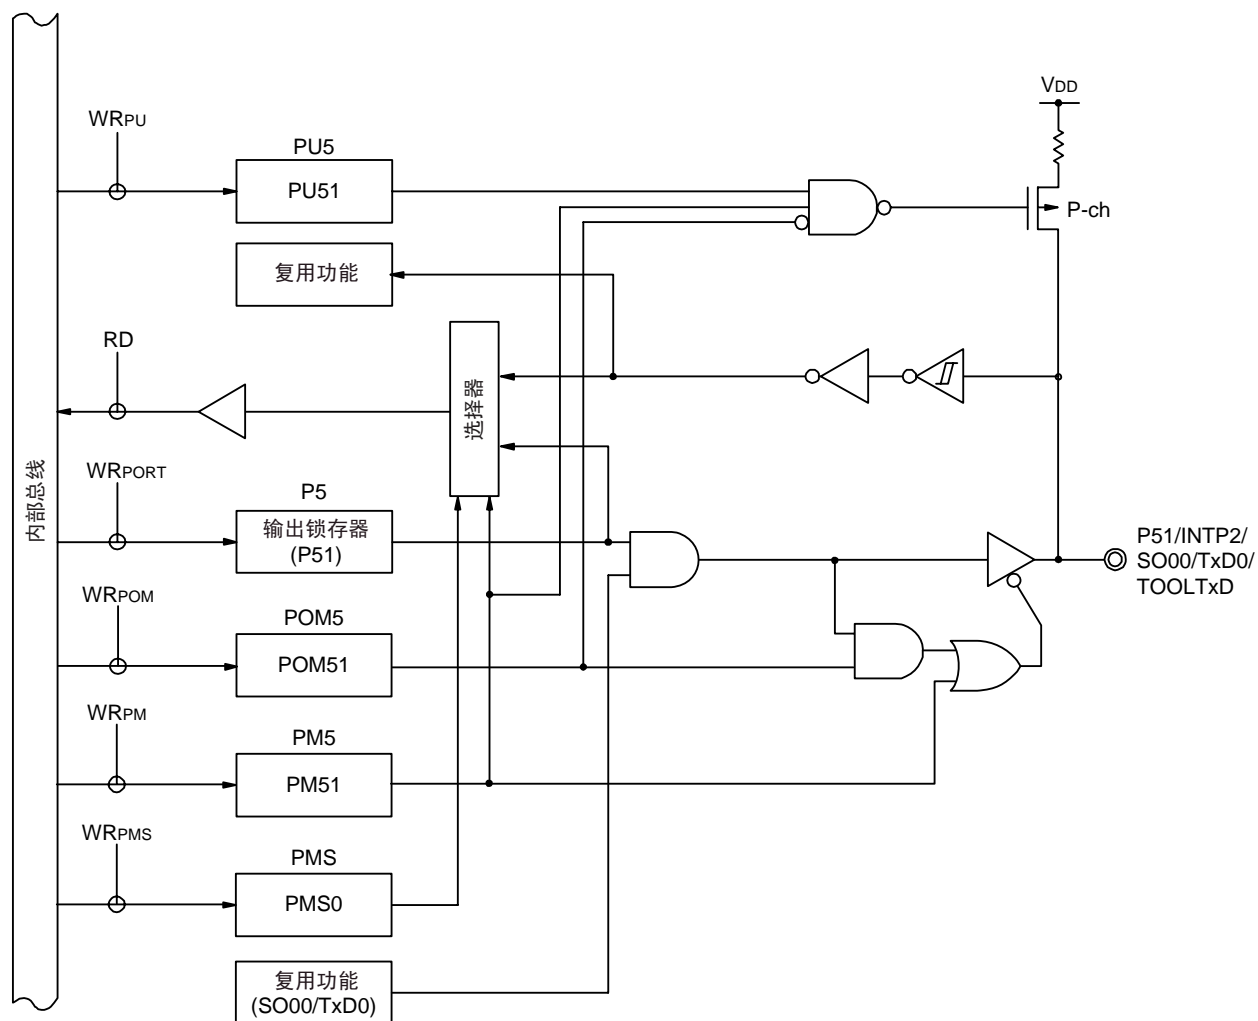 VDD
WRPU
PU5
PU51
P-ch
复用功能
RD
选择器
内部总线
WRPORT
P5
输出锁存器
(P51)
P51/INTP2/
SO00/TxD0/
TOOLTxD
WRPOM
POM5
POM51
WRPM
PM5
PM51
WRPMS
PMS
PMS0
复用功能
(SO00/TxD0)